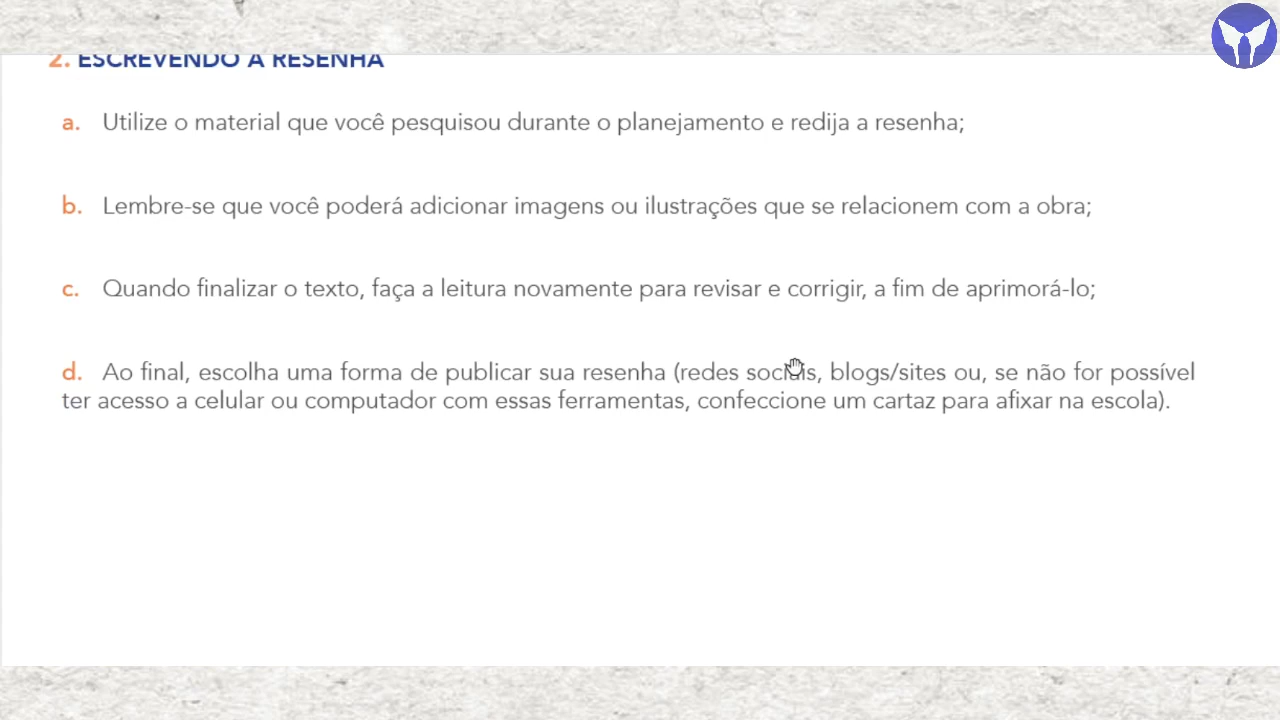 2. ESCREVENDO A RESENHA
a. Utilize o material que você pesquisou durante o planejamento e redija a resenha;
b. Lembre-se que você poderá adicionar imagens ou ilustrações que se relacionem com a obra;
c. Quando finalizar o texto, faça a leitura novamente para revisar e corrigir, a fim de aprimorá-lo;
d. Ao final, escolha uma forma de publicar sua resenha (redes sociais, blogs/sites ou, se não for possível
ter acesso a celular ou computador com essas ferramentas, confeccione um cartaz para afixar na escola).